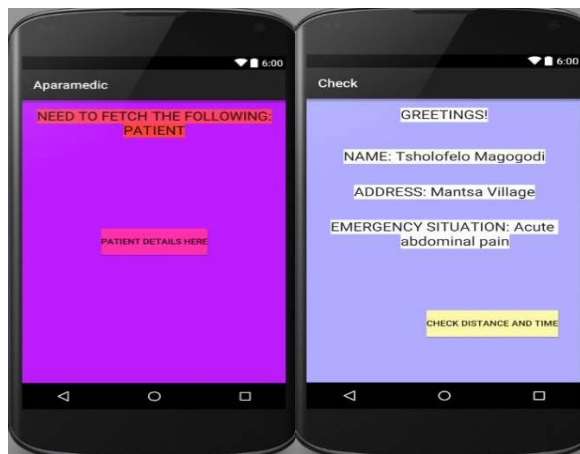 6:00
Aparamedic
NEED TO FETCH THE FOLLOWING:
PATIENT
PATIENT DETAILS HERE
6:00
Check
GREETINGS!
NAME: Tsholofelo Magogodi
ADDRESS: Mantsa Village
EMERGENCY SITUATION: Acute
abdominal pain
CHECK DISTANCE AND TIME